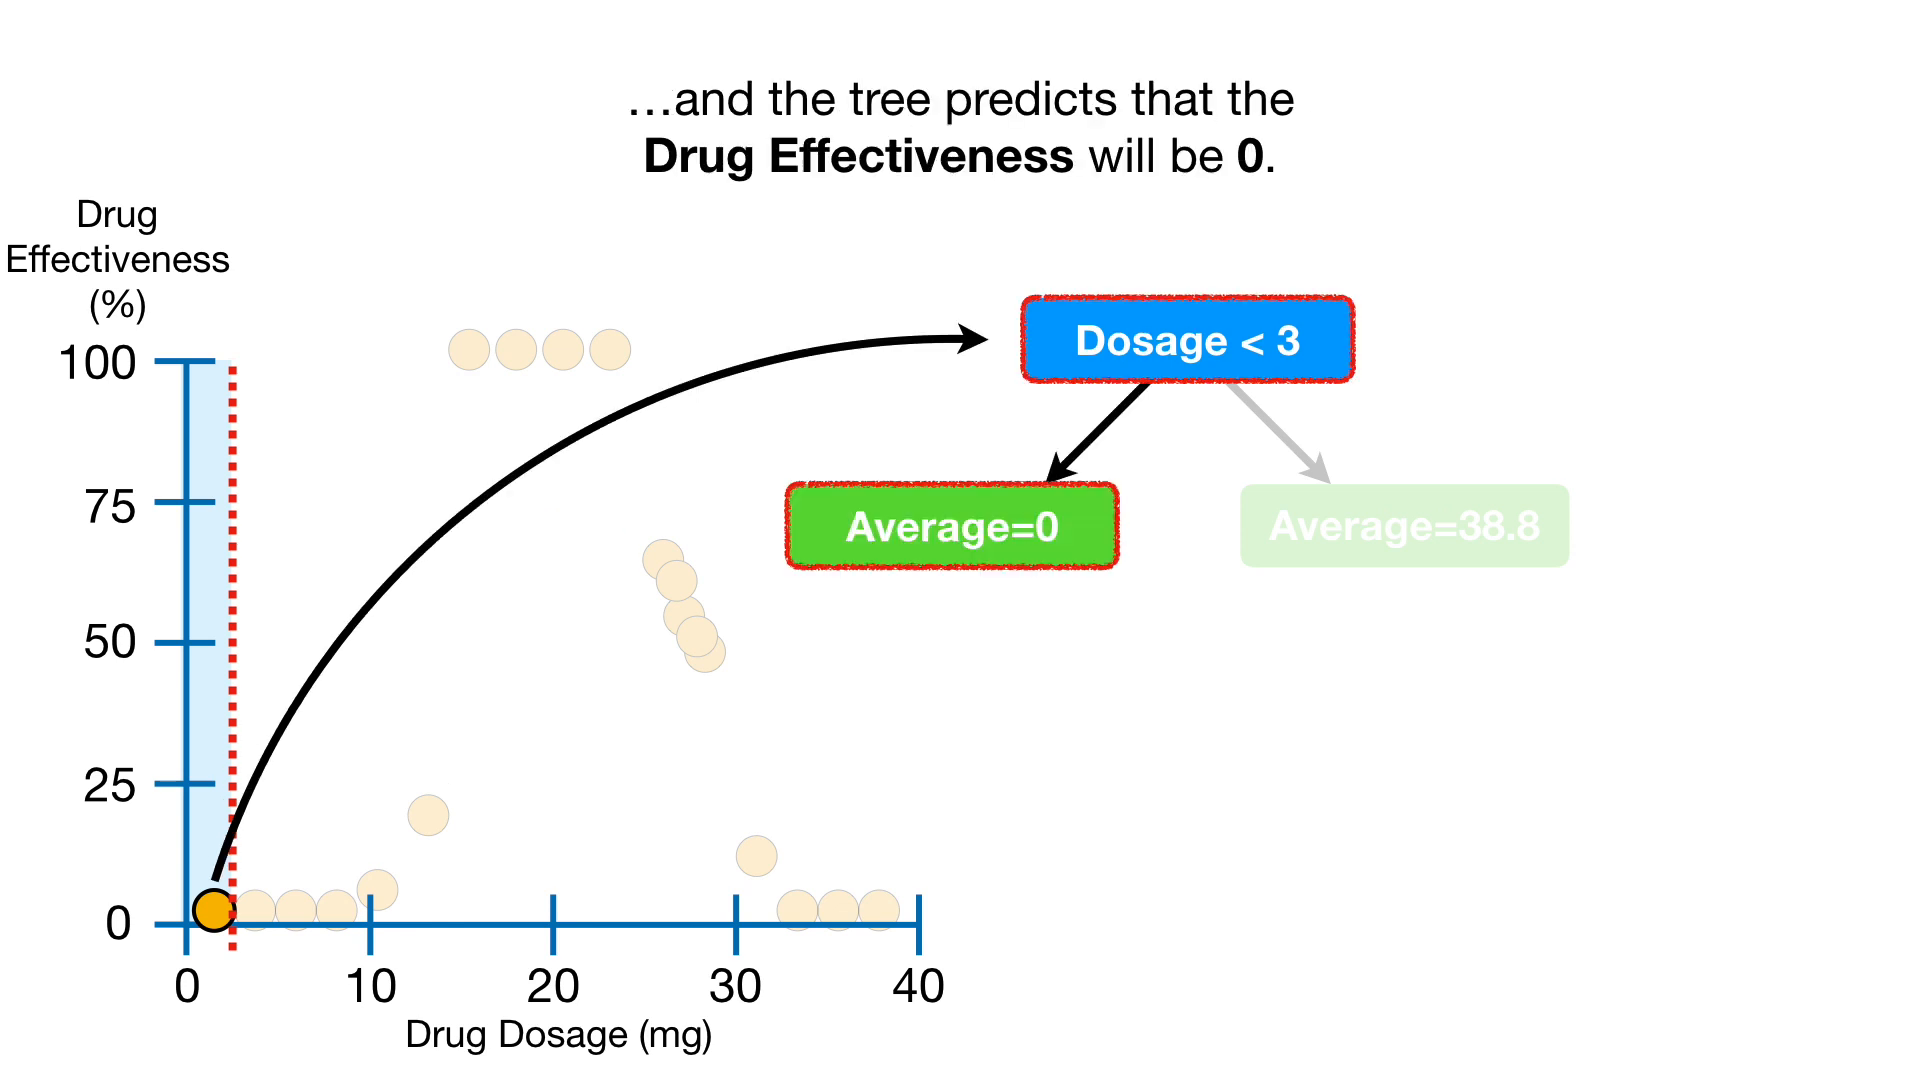 …and the tree predicts that the
Drug Effectiveness will be 0.
Drug
Effectiveness
(%)
100
75
50
25
0
0 10 20 30 40
Drug Dosage (mg)
Dosage < 3
Average=0
Average=38.8